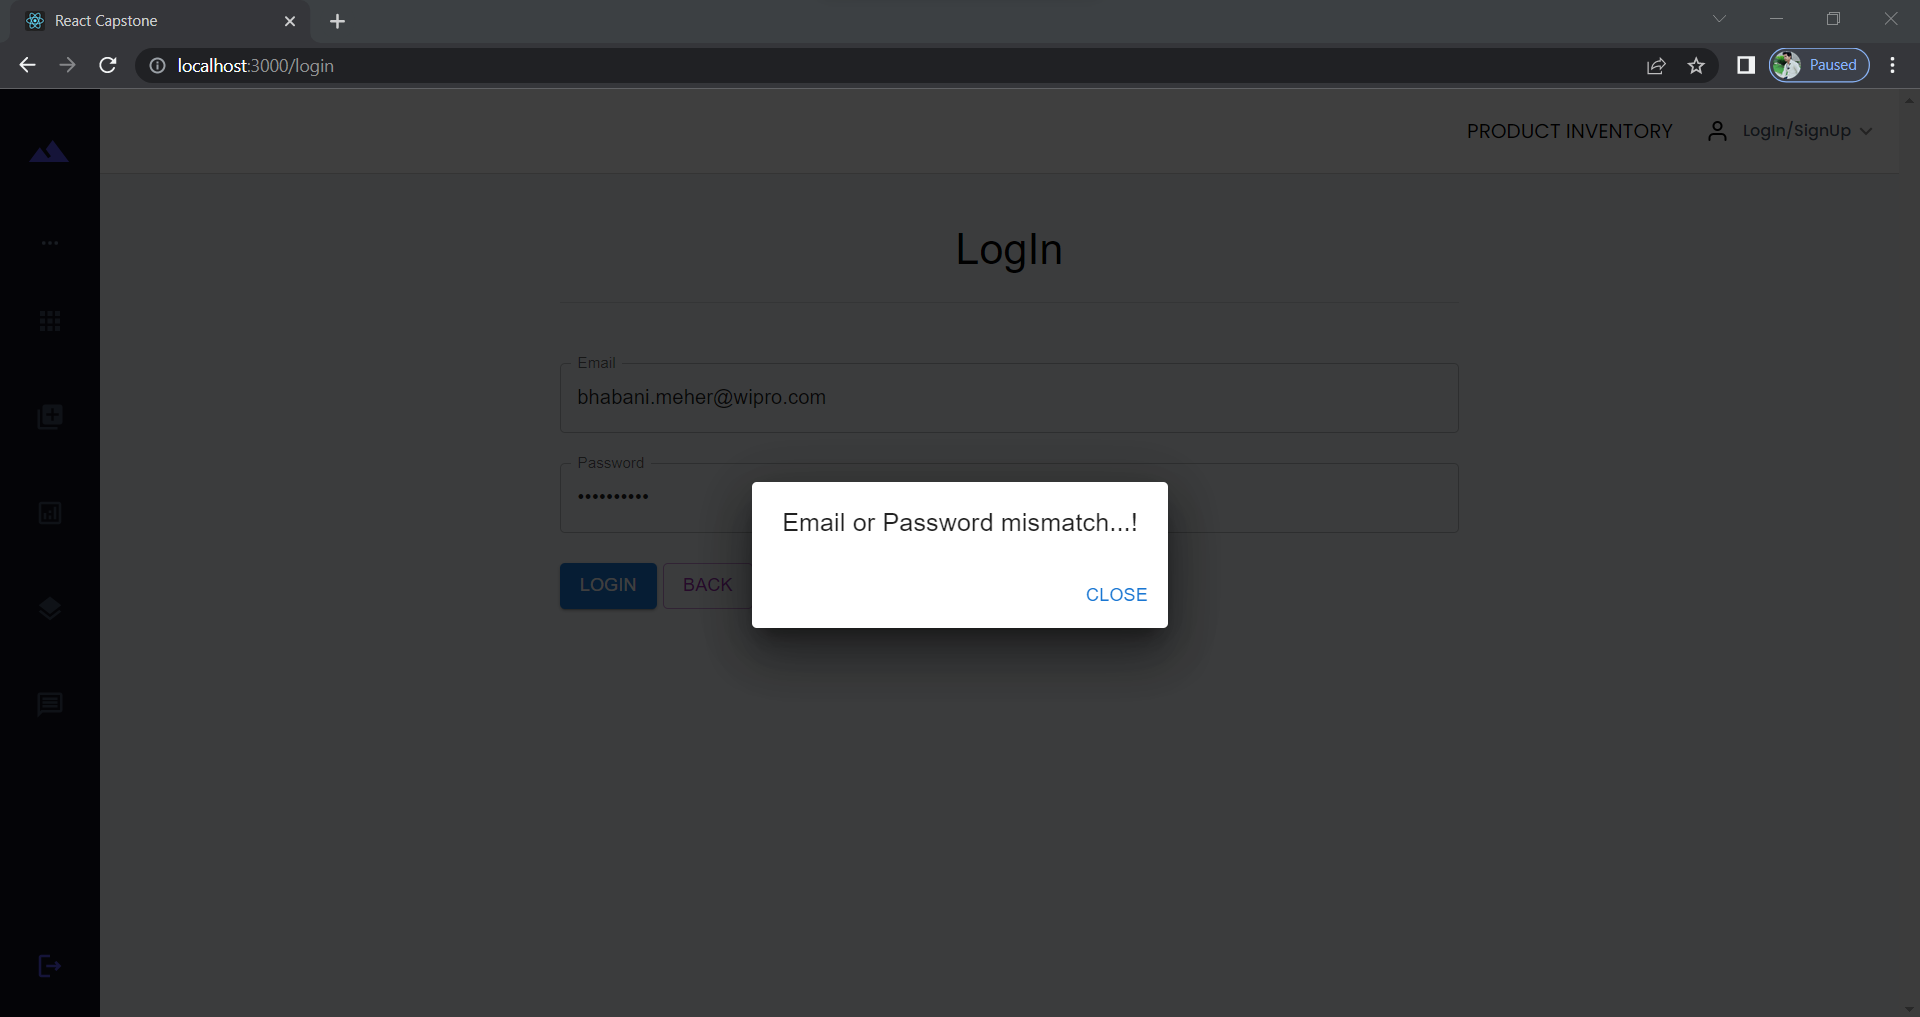 React Capstone
localhost:3000/login
Paused
PRODUCT INVENTORY
LogIn/SignUp
LogIn
Email
bhabani.meher@wipro.com
Password
••••••••••
Email or Password mismatch...!
LOGIN
BACK
CLOSE